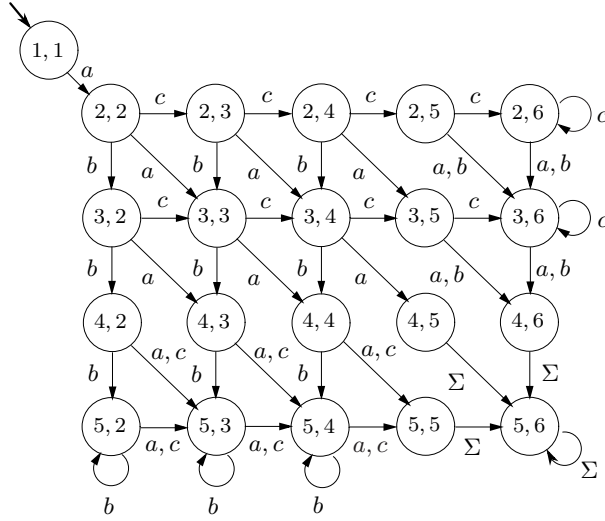 1, 1
a
2, 2 c 2, 3 c 2, 4 c 2, 5 c 2, 6 c
b a b a b a a, b a, b
3, 2 c 3, 3 c 3, 4 c 3, 5 c 3, 6 c
b a b a b a a, b a, b
4, 2 4, 3 4, 4 4, 5 4, 6
b a, c b a, c b a, c Σ Σ
5, 2 a, c 5, 3 a, c 5, 4 a, c 5, 5 Σ 5, 6 Σ
b b b